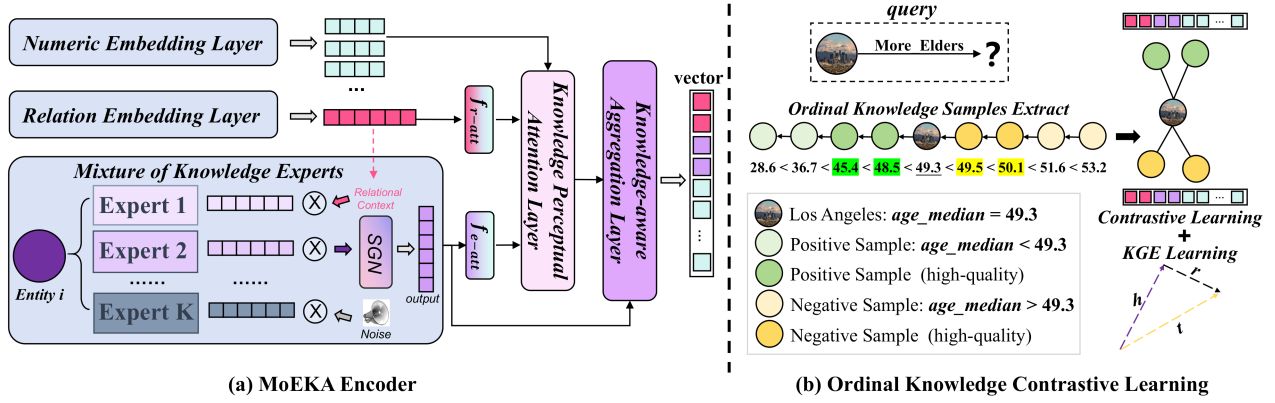 Numeric Embedding Layer
Relation Embedding Layer
...
f r-att
Knowledge Perceptual
Attention Layer
Knowledge-aware
Aggregation Layer
vector
...
Mixture of Knowledge Experts
Relational
Context
Expert 1
X
Expert 2
X
SGN
f e-att
Entity i
......
......
output
Expert K
X
Noise
(a) MoEKA Encoder
query
More Elders
?
Ordinal Knowledge Samples Extract
28.6 < 36.7 < 45.4 < 48.5 < 49.3 < 49.5 < 50.1 < 51.6 < 53.2
Los Angeles: age_median = 49.3
Positive Sample: age_median < 49.3
Positive Sample (high-quality)
Negative Sample: age_median > 49.3
Negative Sample (high-quality)
...
...
Contrastive Learning
+
KGE Learning
r
h
t
(b) Ordinal Knowledge Contrastive Learning